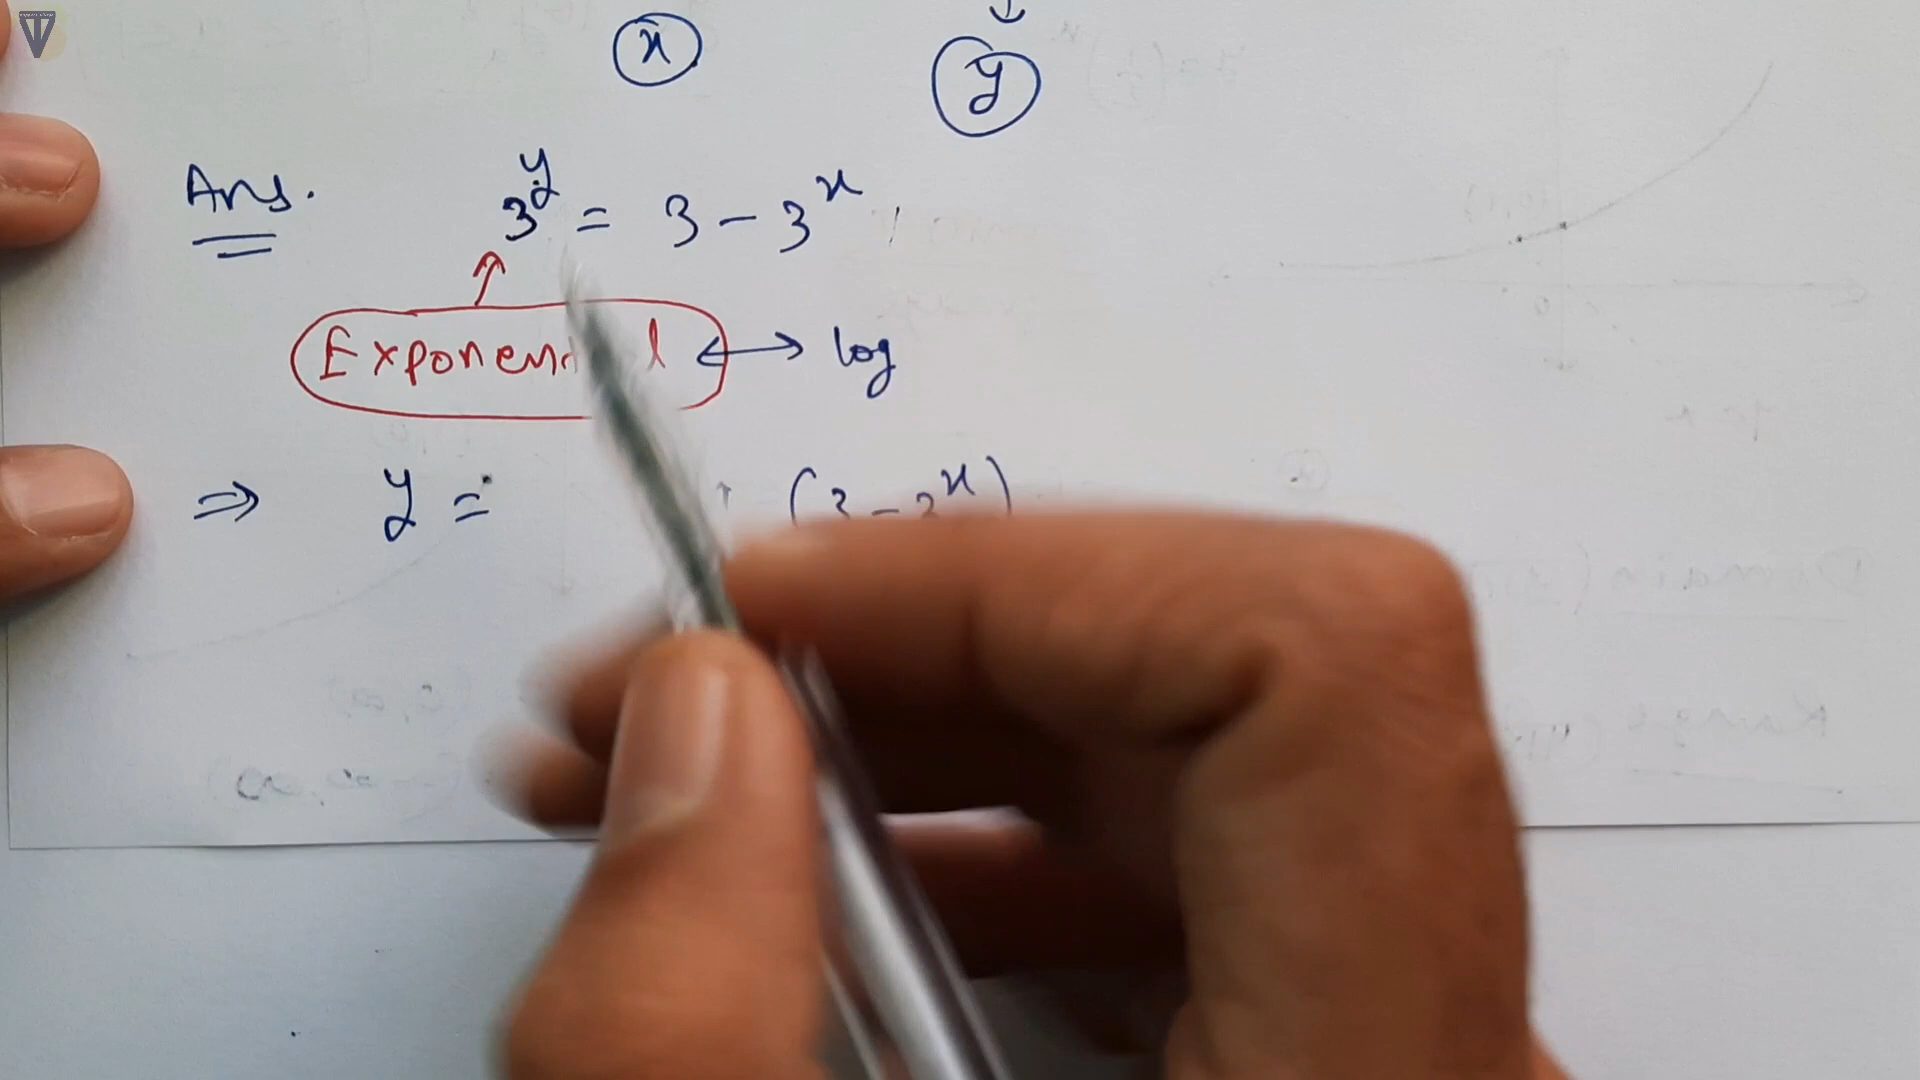 x
y
Ans. 3^y = 3 - 3^x
Exponen l ↔ log
⇒ y = (3 - 3^x)